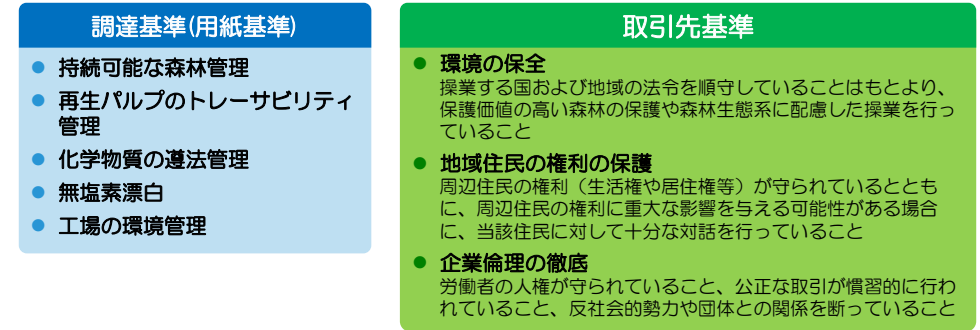 調達基準(用紙基準)
● 持続可能な森林管理
● 再生パルプのトレーサビリティ
管理
● 化学物質の遵法管理
● 無塩素漂白
● 工場の環境管理
取引先基準
● 環境の保全
操業する国および地域の法令を順守していることはもとより、
保護価値の高い森林の保護や森林生態系に配慮した操業を行っ
ていること
● 地域住民の権利の保護
周辺住民の権利（生活権や居住権等）が守られているととも
に、周辺住民の権利に重大な影響を与える可能性がある場合
に、当該住民に対して十分な対話を行っていること
● 企業倫理の徹底
労働者の人権が守られていること、公正な取引が慣習的に行わ
れていること、反社会的勢力や団体との関係を断っていること